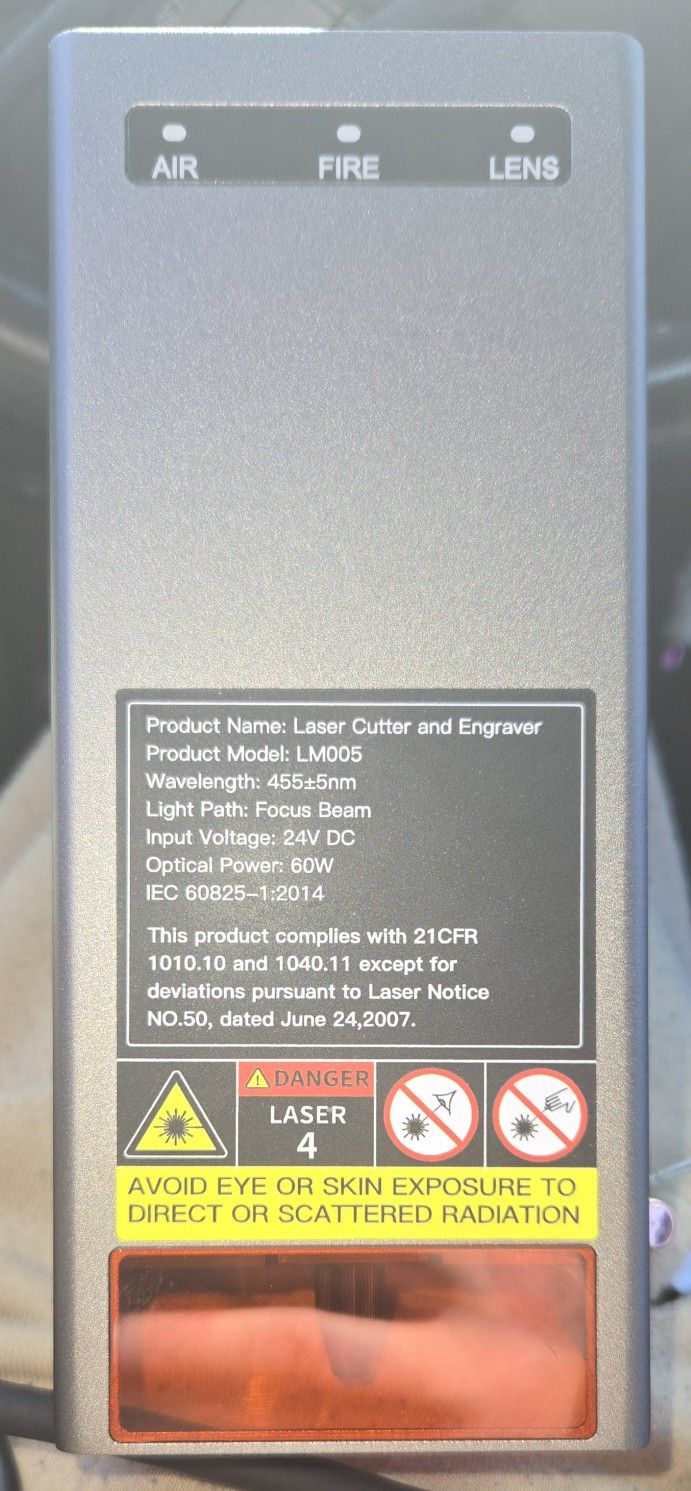 AIR FIRE LENS
Product Name: Laser Cutter and Engraver
Product Model: LM005
Wavelength: 455±5nm
Light Path: Focus Beam
Input Voltage: 24V DC
Optical Power: 60W
IEC 60825-1:2014
This product complies with 21CFR
1010.10 and 1040.11 except for
deviations pursuant to Laser Notice
NO.50, dated June 24,2007.
DANGER
LASER
4
AVOID EYE OR SKIN EXPOSURE TO
DIRECT OR SCATTERED RADIATION